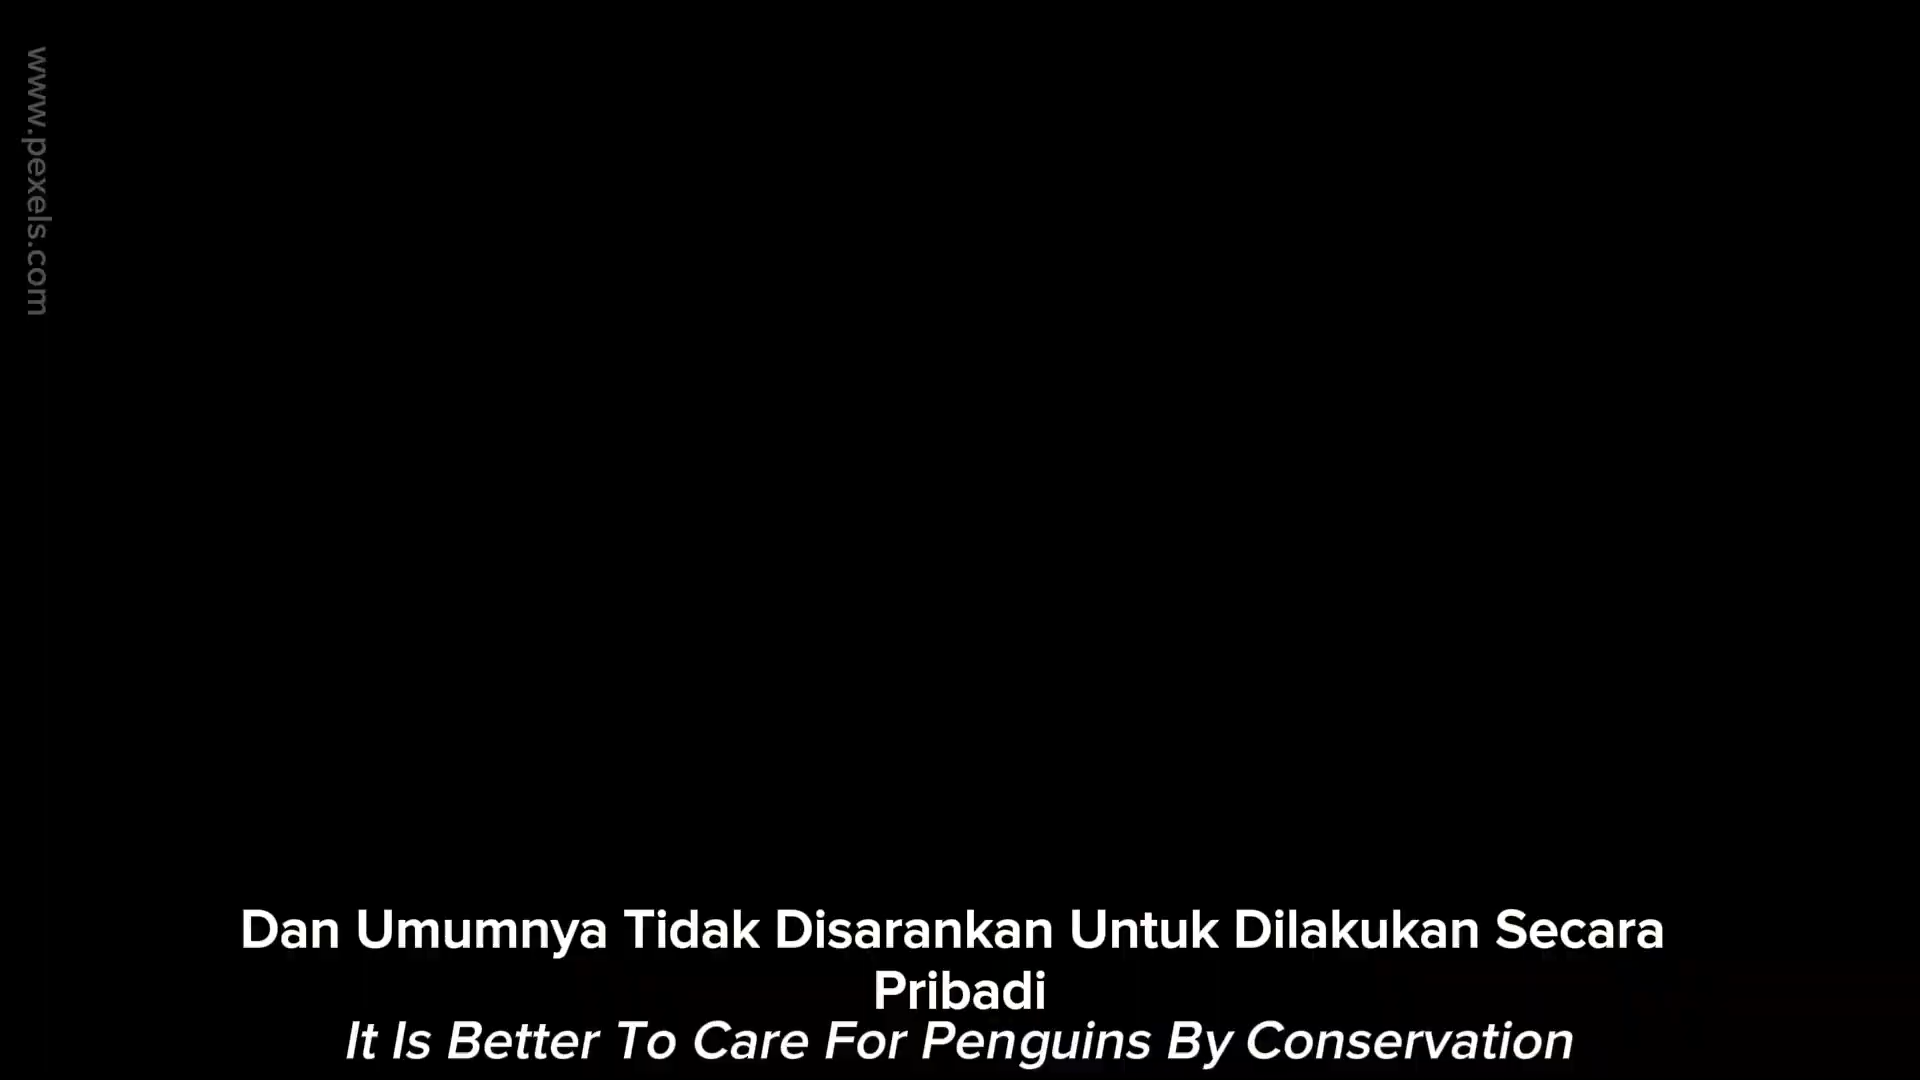 www.pexels.com
Dan Umumnya Tidak Disarankan Untuk Dilakukan Secara
Pribadi
It Is Better To Care For Penguins By Conservation